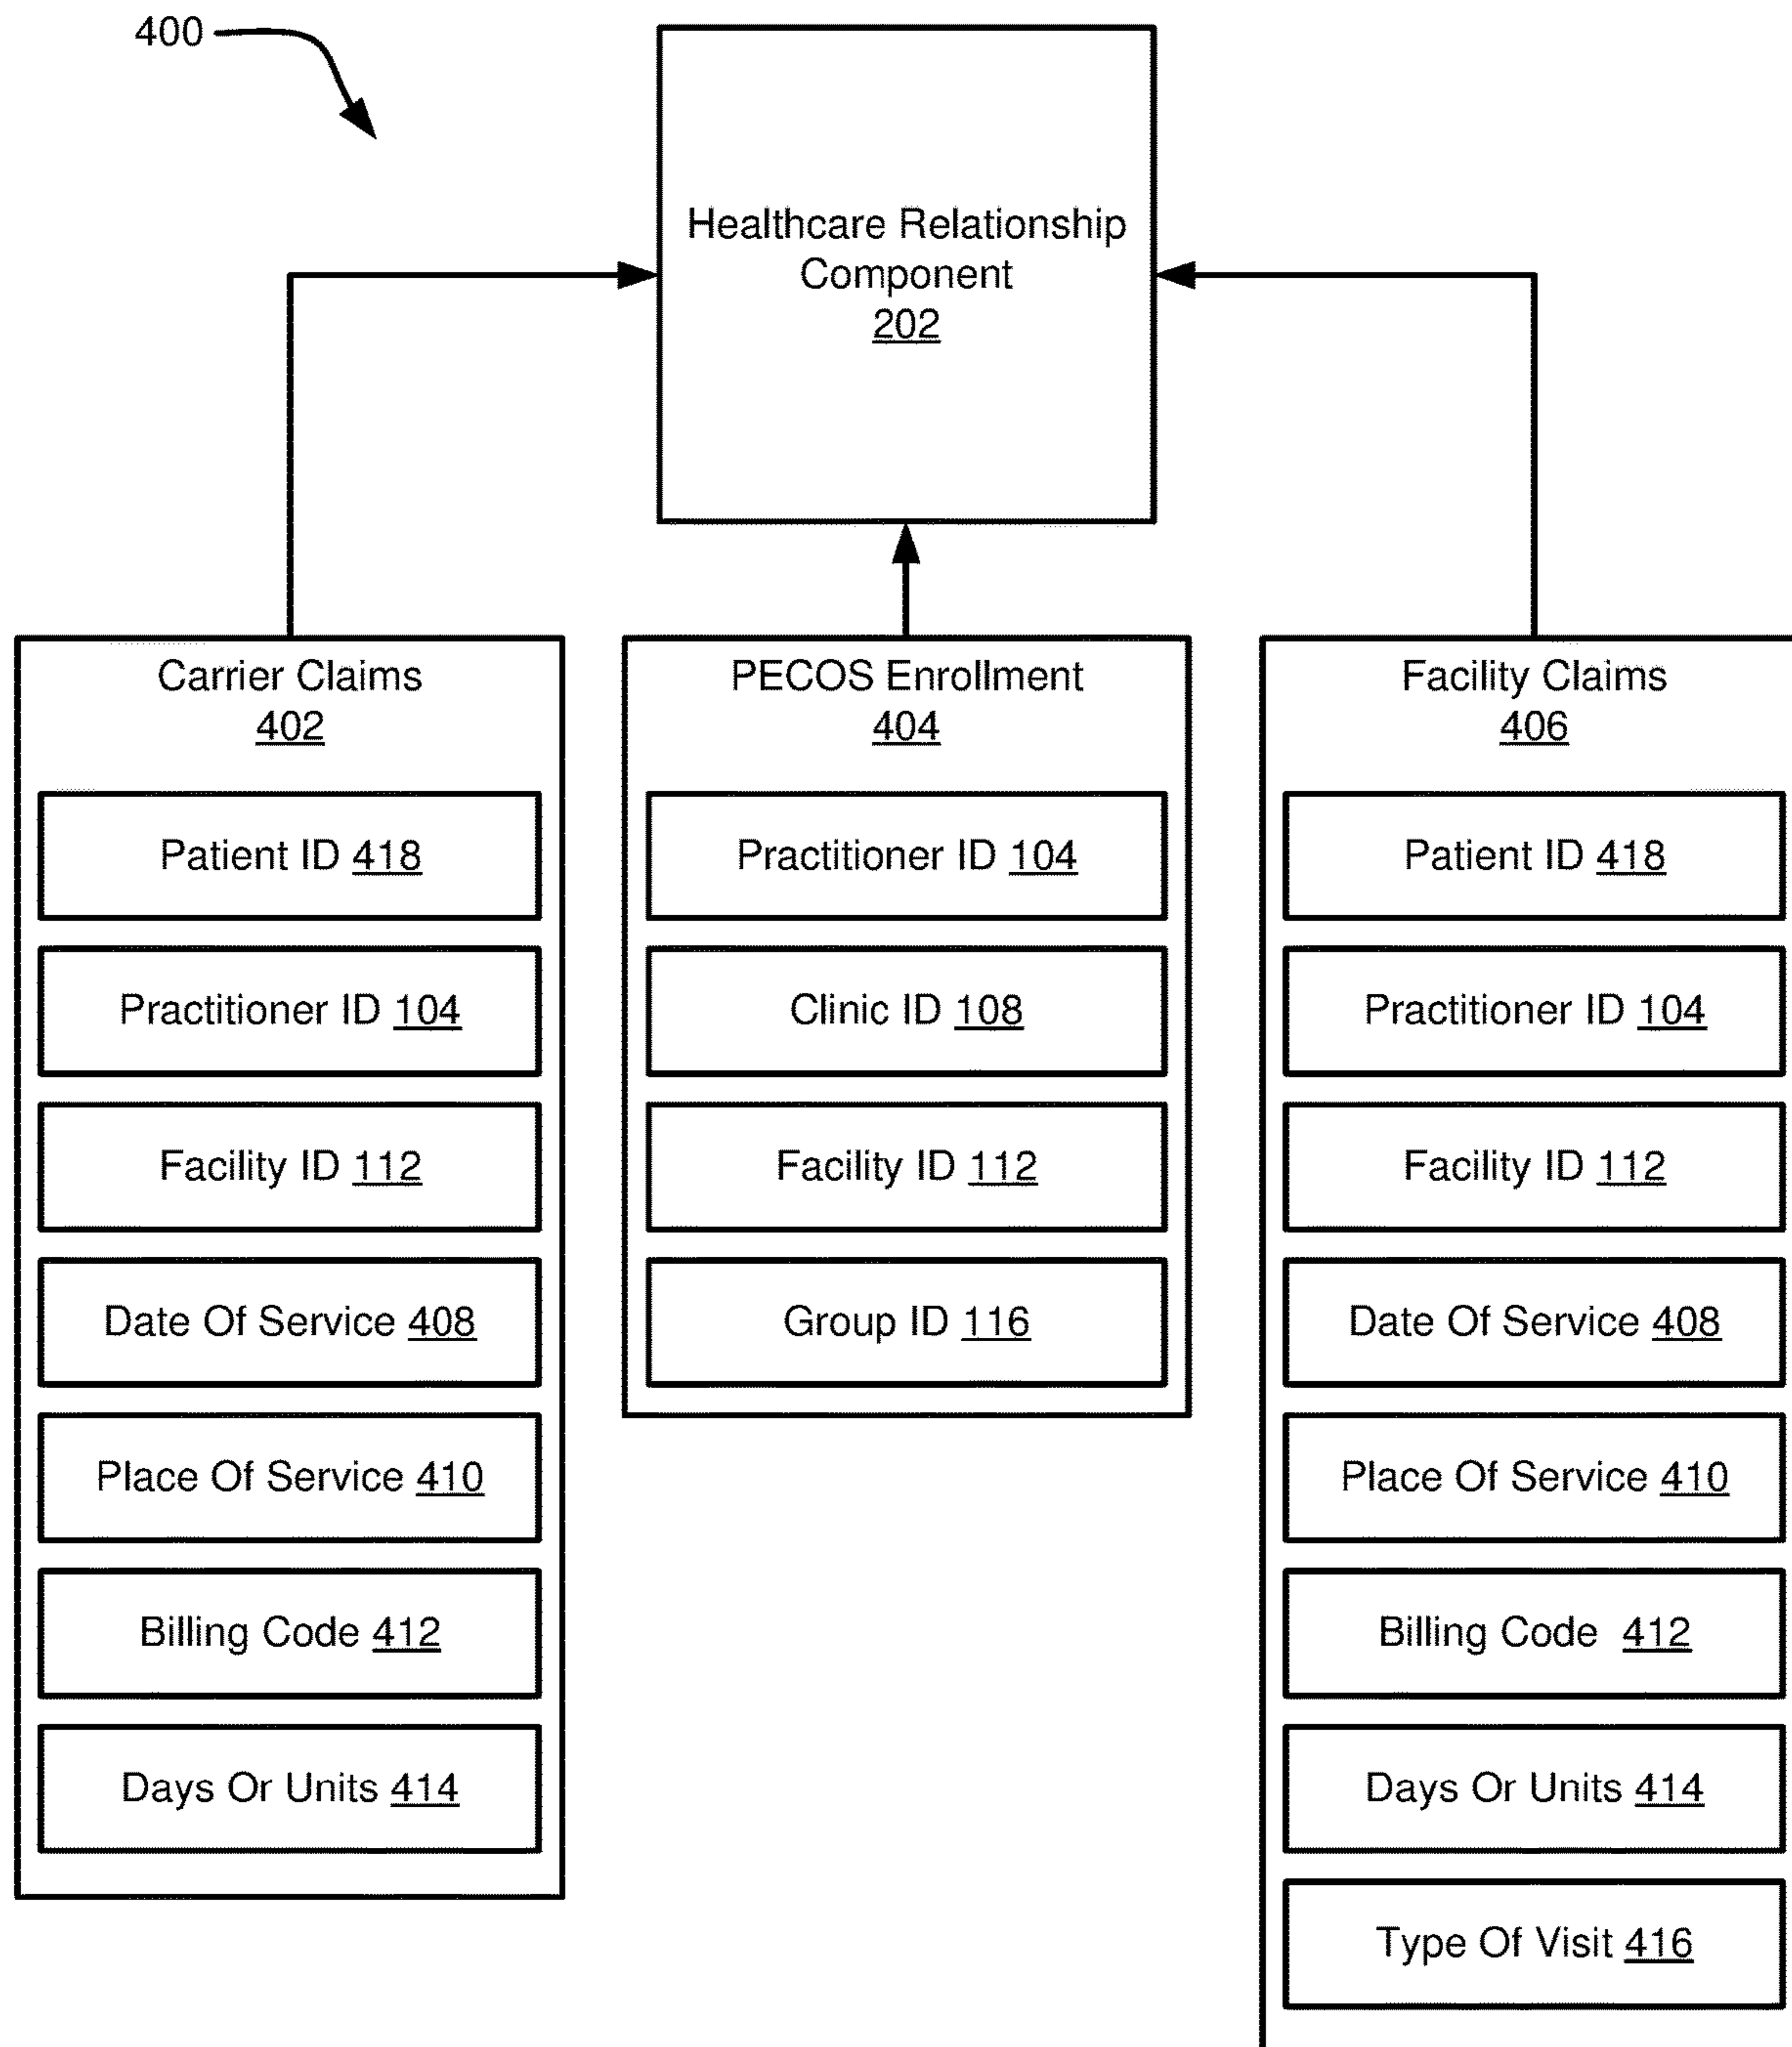 400
Healthcare Relationship
Component
202
Carrier Claims
402
Patient ID 418
Practitioner ID 104
Facility ID 112
Date Of Service 408
Place Of Service 410
Billing Code 412
Days Or Units 414
PECOS Enrollment
404
Practitioner ID 104
Clinic ID 108
Facility ID 112
Group ID 116
Facility Claims
406
Patient ID 418
Practitioner ID 104
Facility ID 112
Date Of Service 408
Place Of Service 410
Billing Code 412
Days Or Units 414
Type Of Visit 416